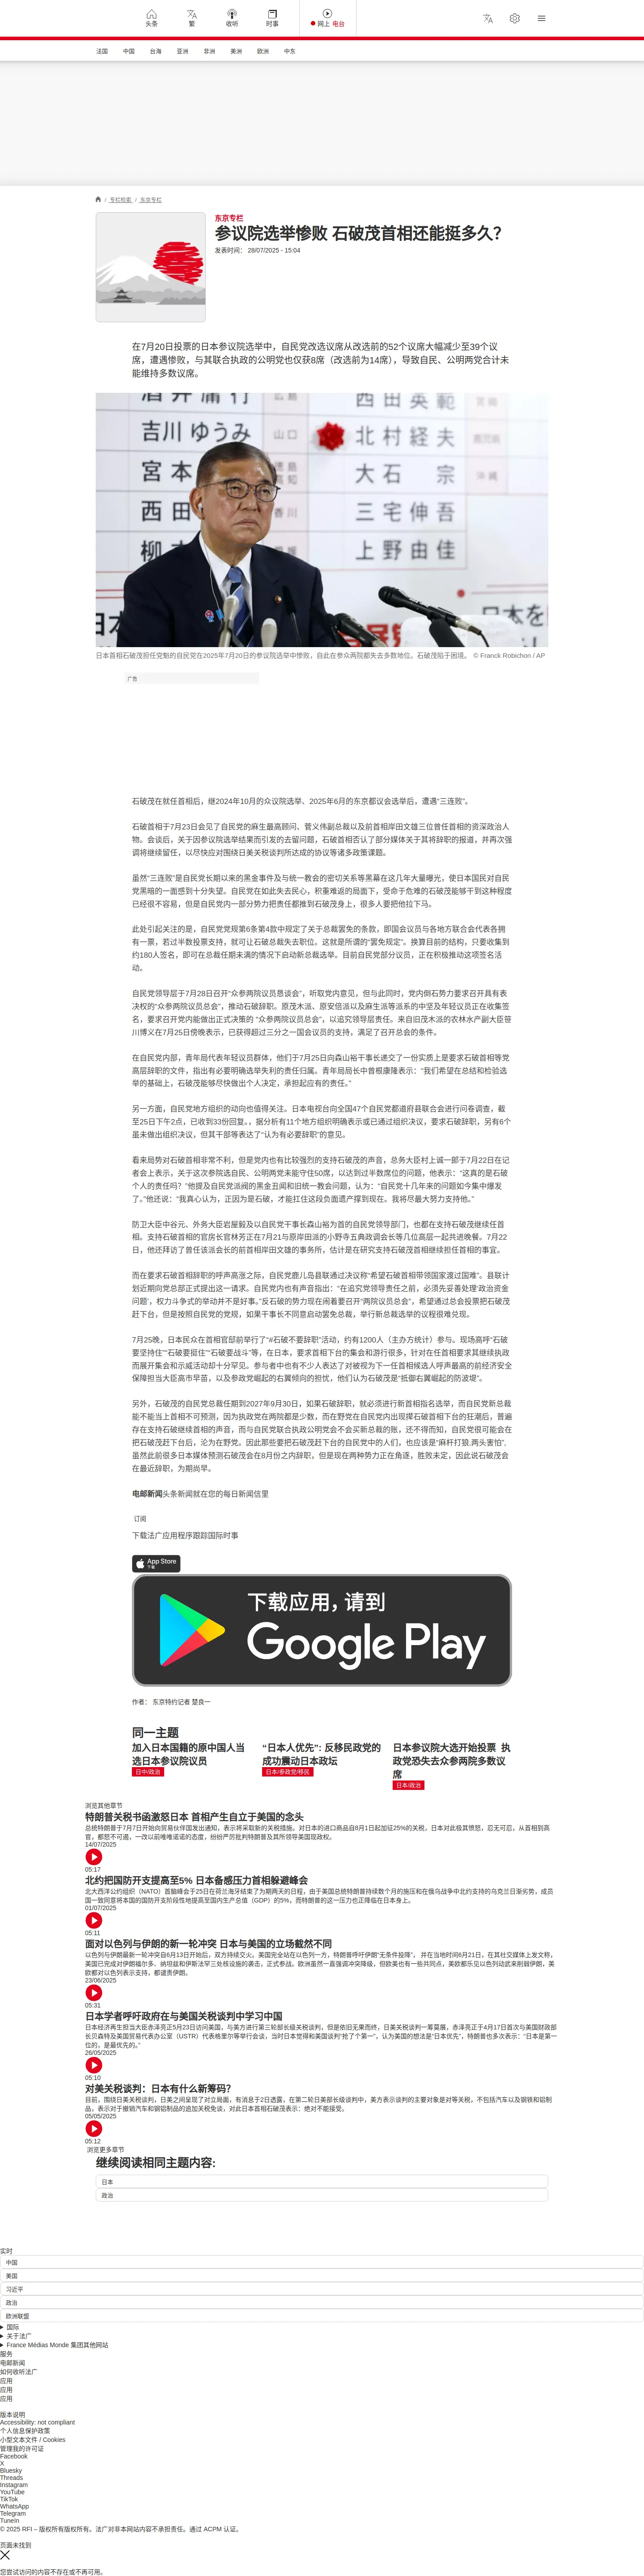 头条
繁
收听
时事
网上 电台
法国
中国
台海
亚洲
非洲
美洲
欧洲
中东
/ 专栏检索 / 东京专栏
东京专栏
参议院选举惨败 石破茂首相还能挺多久?
发表时间： 28/07/2025 - 15:04
在7月20日投票的日本参议院选举中，自民党改选议席从改选前的52个议席大幅减少至39个议
席，遭遇惨败，与其联合执政的公明党也仅获8席（改选前为14席），导致自民、公明两党合计未
能维持多数议席。
西田英範
吉川ゆうみ
北村経夫
宮本
大石宗
西田
三宅伸吾
上野
日本を
日本首相石破茂担任党魁的自民党在2025年7月20日的参议院选举中惨败，自此在参众两院都失去多数地位。石破茂陷于困境。 © Franck Robichon / AP
广告
石破茂在就任首相后，继2024年10月的众议院选举、2025年6月的东京都议会选举后，遭遇“三连败”。
石破首相于7月23日会见了自民党的麻生最高顾问、菅义伟副总裁以及前首相岸田文雄三位曾任首相的资深政治人
物。会谈后，关于因参议院选举结果而引发的去留问题，石破首相否认了部分媒体关于其将辞职的报道，并再次强
调将继续留任，以尽快应对围绕日美关税谈判所达成的协议等诸多政策课题。
虽然“三连败”是自民党长期以来的黑金事件及与统一教会的密切关系等黑幕在这几年大量曝光，使日本国民对自民
党黑暗的一面感到十分失望。自民党在如此失去民心，积重难返的局面下，受命于危难的石破茂能够干到这种程度
已经很不容易，但是自民党内一部分势力把责任都推到石破茂身上，很多人要把他拉下马。
此处引起关注的是，自民党党规第6条第4款中规定了关于总裁罢免的条款，即国会议员与各地方联合会代表各拥
有一票，若过半数投票支持，就可让石破总裁失去职位。这就是所谓的“罢免规定”。换算目前的结构，只要收集到
约180人签名，即可在总裁任期未满的情况下启动新总裁选举。目前自民党部分议员，正在积极推动这项签名活
动。
自民党领导层于7月28日召开“众参两院议员恳谈会”，听取党内意见，但与此同时，党内倒石势力要求召开具有表
决权的“众参两院议员总会”，推动石破辞职。原茂木派、原安倍派以及麻生派等派系的中坚及年轻议员正在收集签
名，要求召开党内能做出正式决策的 “众参两院议员总会”，以追究领导层责任。来自旧茂木派的农林水产副大臣笹
川博义在7月25日傍晚表示，已获得超过三分之一国会议员的支持，满足了召开总会的条件。
在自民党内部，青年局代表年轻议员群体，他们于7月25日向森山裕干事长递交了一份实质上是要求石破首相等党
高层辞职的文件，指出有必要明确选举失利的责任归属。青年局局长中曾根康隆表示：“我们希望在总结和检验选
举的基础上，石破茂能够尽快做出个人决定，承担起应有的责任。”
另一方面，自民党地方组织的动向也值得关注。日本电视台向全国47个自民党都道府县联合会进行问卷调查，截
至25日下午2点，已收到33份回复。，据分析有11个地方组织明确表示或已通过组织决议，要求石破辞职，另有6个
虽未做出组织决议，但其干部等表达了“认为有必要辞职”的意见。
看来局势对石破首相非常不利，但是党内也有比较强烈的支持石破茂的声音，总务大臣村上诚一郎于7月22日在记
者会上表示，关于这次参院选自民、公明两党未能守住50席，以达到过半数席位的问题，他表示：“这真的是石破
个人的责任吗？”他提及自民党派阀的黑金丑闻和旧统一教会问题，认为：“自民党十几年来的问题如今集中爆发
了。”他还说：“我真心认为，正因为是石破，才能扛住这段负面遗产撑到现在。我将尽最大努力支持他。”
防卫大臣中谷元、外务大臣岩屋毅及以自民党干事长森山裕为首的自民党领导部门，也都在支持石破茂继续任首
相。支持石破首相的官房长官林芳正在7月21与原岸田派的小野寺五典政调会长等几位高层一起共进晚餐。7月22
日，他还拜访了曾任该派会长的前首相岸田文雄的事务所，估计是在研究支持石破茂首相继续担任首相的事宜。
而在要求石破首相辞职的呼声高涨之际，自民党鹿儿岛县联通过决议称“希望石破首相带领国家渡过国难”。县联计
划近期向党总部正式提出这一请求。自民党内也有声音指出：“在追究党领导责任之前，必须先妥善处理‘政治资金
问题’，权力斗争式的举动并不是好事。”反石破的势力现在闹着要召开“两院议员总会”，希望通过总会投票把石破茂
赶下台，但是按照自民党的党规，如果干事长不同意启动罢免总裁，举行新总裁选举的议程很难兑现。
7月25晚，日本民众在首相官邸前举行了“#石破不要辞职”活动，约有1200人（主办方统计）参与。现场高呼“石破
要坚持住”“石破要挺住”“石破要战斗”等，在日本，要求首相下台的集会和游行很多，针对在任首相要求其继续执政
而展开集会和示威活动却十分罕见。参与者中也有不少人表达了对被视为下一任首相候选人呼声最高的前经济安全
保障担当大臣高市早苗，以及参政党崛起的右翼倾向的担忧，他们认为石破茂是“抵御右翼崛起的防波堤”。
另外，石破茂的自民党总裁任期到2027年9月30日，如果石破辞职，就必须进行新首相指名选举，而自民党新总裁
能不能当上首相不可预测，因为执政党在两院都是少数，而在野党在自民党内出现撵石破首相下台的狂潮后，普遍
存在支持石破继续首相的声音，而与自民党联合执政公明党会不会买新总裁的账，还不得而知，自民党很可能会在
把石破茂赶下台后，沦为在野党。因此那些要把石破茂赶下台的自民党中的人们，也应该是“麻杆打狼,两头害怕”,
虽然此前很多日本媒体预测石破茂会在8月份之内辞职，但是现在两种势力正在角逐，胜败未定，因此说石破茂会
在最近辞职，为期尚早。
电邮新闻头条新闻就在您的每日新闻信里
订阅
下载法广应用程序跟踪国际时事
App Store
下载
下载应用，请到
Google Play
作者： 东京特约记者 楚良一
同一主题
加入日本国籍的原中国人当
选日本参议院议员
日中/政治
“日本人优先”: 反移民政党的
成功震动日本政坛
日本/参政党/移民
日本参议院大选开始投票 执
政党恐失去众参两院多数议
席
日本/政治
浏览其他章节
特朗普关税书函激怒日本 首相产生自立于美国的念头
总统特朗普于7月7日开始向贸易伙伴国发出通知，表示将采取新的关税措施。对日本的进口商品自8月1日起加征25%的关税，日本对此极其愤怒，忍无可忍，从首相到高
官，都怒不可遏，一改以前唯唯诺诺的态度，纷纷严厉批判特朗普及其所领导美国现政权。
14/07/2025
05:17
北约把国防开支提高至5% 日本备感压力首相躲避峰会
北大西洋公约组织（NATO）首脑峰会于25日在荷兰海牙结束了为期两天的日程，由于美国总统特朗普持续数个月的施压和在俄乌战争中北约支持的乌克兰日渐劣势，成员
国一致同意将本国的国防开支阶段性地提高至国内生产总值（GDP）的5%，而特朗普的这一压力也正降临在日本身上。
01/07/2025
05:11
面对以色列与伊朗的新一轮冲突 日本与美国的立场截然不同
以色列与伊朗最新一轮冲突自6月13日开始后，双方持续交火。美国完全站在以色列一方，特朗普呼吁伊朗“无条件投降”， 并在当地时间6月21日，在其社交媒体上发文称，
美国已完成对伊朗福尔多、纳坦兹和伊斯法罕三处核设施的袭击，正式参战。欧洲虽然一直强调冲突降级，但欧美也有一些共同点，美欧都乐见以色列动武来削弱伊朗，美
欧都对以色列表示支持，都谴责伊朗。
23/06/2025
05:31
日本学者呼吁政府在与美国关税谈判中学习中国
日本经济再生担当大臣赤泽亮正5月23日访问美国，与美方进行第三轮部长级关税谈判，但是依旧无果而终，日美关税谈判一筹莫展，赤泽亮正于4月17日首次与美国财政部
长贝森特及美国贸易代表办公室（USTR）代表格里尔等举行会谈，当时日本觉得和美国谈判“抢了个第一”，认为美国的想法是“日本优先”，特朗普也多次表示：“日本是第一
位的，是最优先的。”
26/05/2025
05:10
对美关税谈判：日本有什么新筹码?
目前，围绕日美关税谈判，日美之间呈现了对立局面，有消息于2日透露，在第二轮日美部长级谈判中，美方表示谈判的主要对象是对等关税，不包括汽车以及钢铁和铝制
品，表示对于撤销汽车和钢铝制品的追加关税免谈，对此日本首相石破茂表示：绝对不能接受。
05/05/2025
05:12
浏览更多章节
继续阅读相同主题内容:
日本
政治
实时
中国
美国
习近平
政治
欧洲联盟
国际
关于法广
France Médias Monde 集团其他网站
服务
电邮新闻
如何收听法广
应用
应用
应用
版本说明
Accessibility: not compliant
个人信息保护政策
小型文本文件 / Cookies
管理我的许可证
Facebook
X
Bluesky
Threads
Instagram
YouTube
TikTok
WhatsApp
Telegram
TuneIn
© 2025 RFI – 版权所有版权所有。法广对非本网站内容不承担责任。通过 ACPM 认证。
页面未找到
您尝试访问的内容不存在或不再可用。